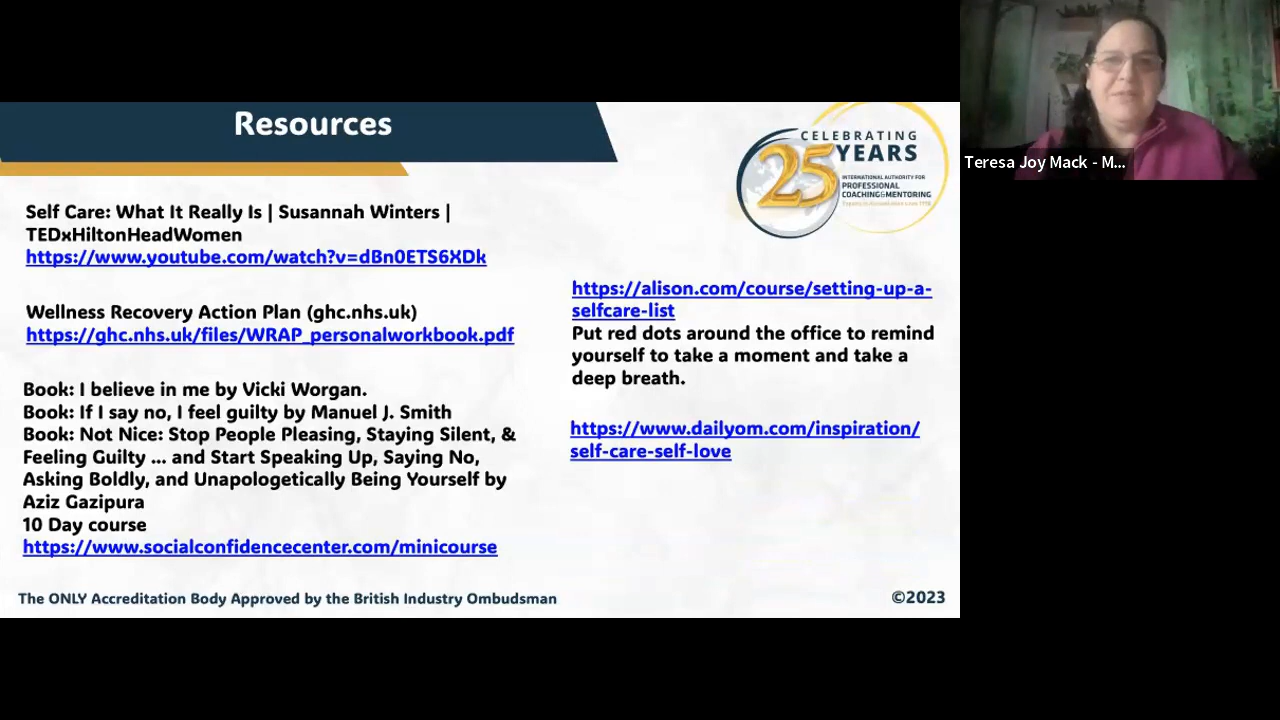 Resources
CELEBRATING
25 YEARS
INTERNATIONAL AUTHORITY FOR
PROFESSIONAL
COACHING & MENTORING
Self Care: What It Really Is | Susannah Winters |
TEDxHiltonHeadWomen
https://www.youtube.com/watch?v=dBn0ETS6XDk
Wellness Recovery Action Plan (ghc.nhs.uk)
https://ghc.nhs.uk/files/WRAP_personalworkbook.pdf
Book: I believe in me by Vicki Worgan.
Book: If I say no, I feel guilty by Manuel J. Smith
Book: Not Nice: Stop People Pleasing, Staying Silent, &
Feeling Guilty ... and Start Speaking Up, Saying No,
Asking Boldly, and Unapologetically Being Yourself by
Aziz Gazipura
10 Day course
https://www.socialconfidencecenter.com/minicourse
https://alison.com/course/setting-up-a-
selfcare-list
Put red dots around the office to remind
yourself to take a moment and take a
deep breath.
https://www.dailyom.com/inspiration/
self-care-self-love
The ONLY Accreditation Body Approved by the British Industry Ombudsman
©2023
Teresa Joy Mack - M...